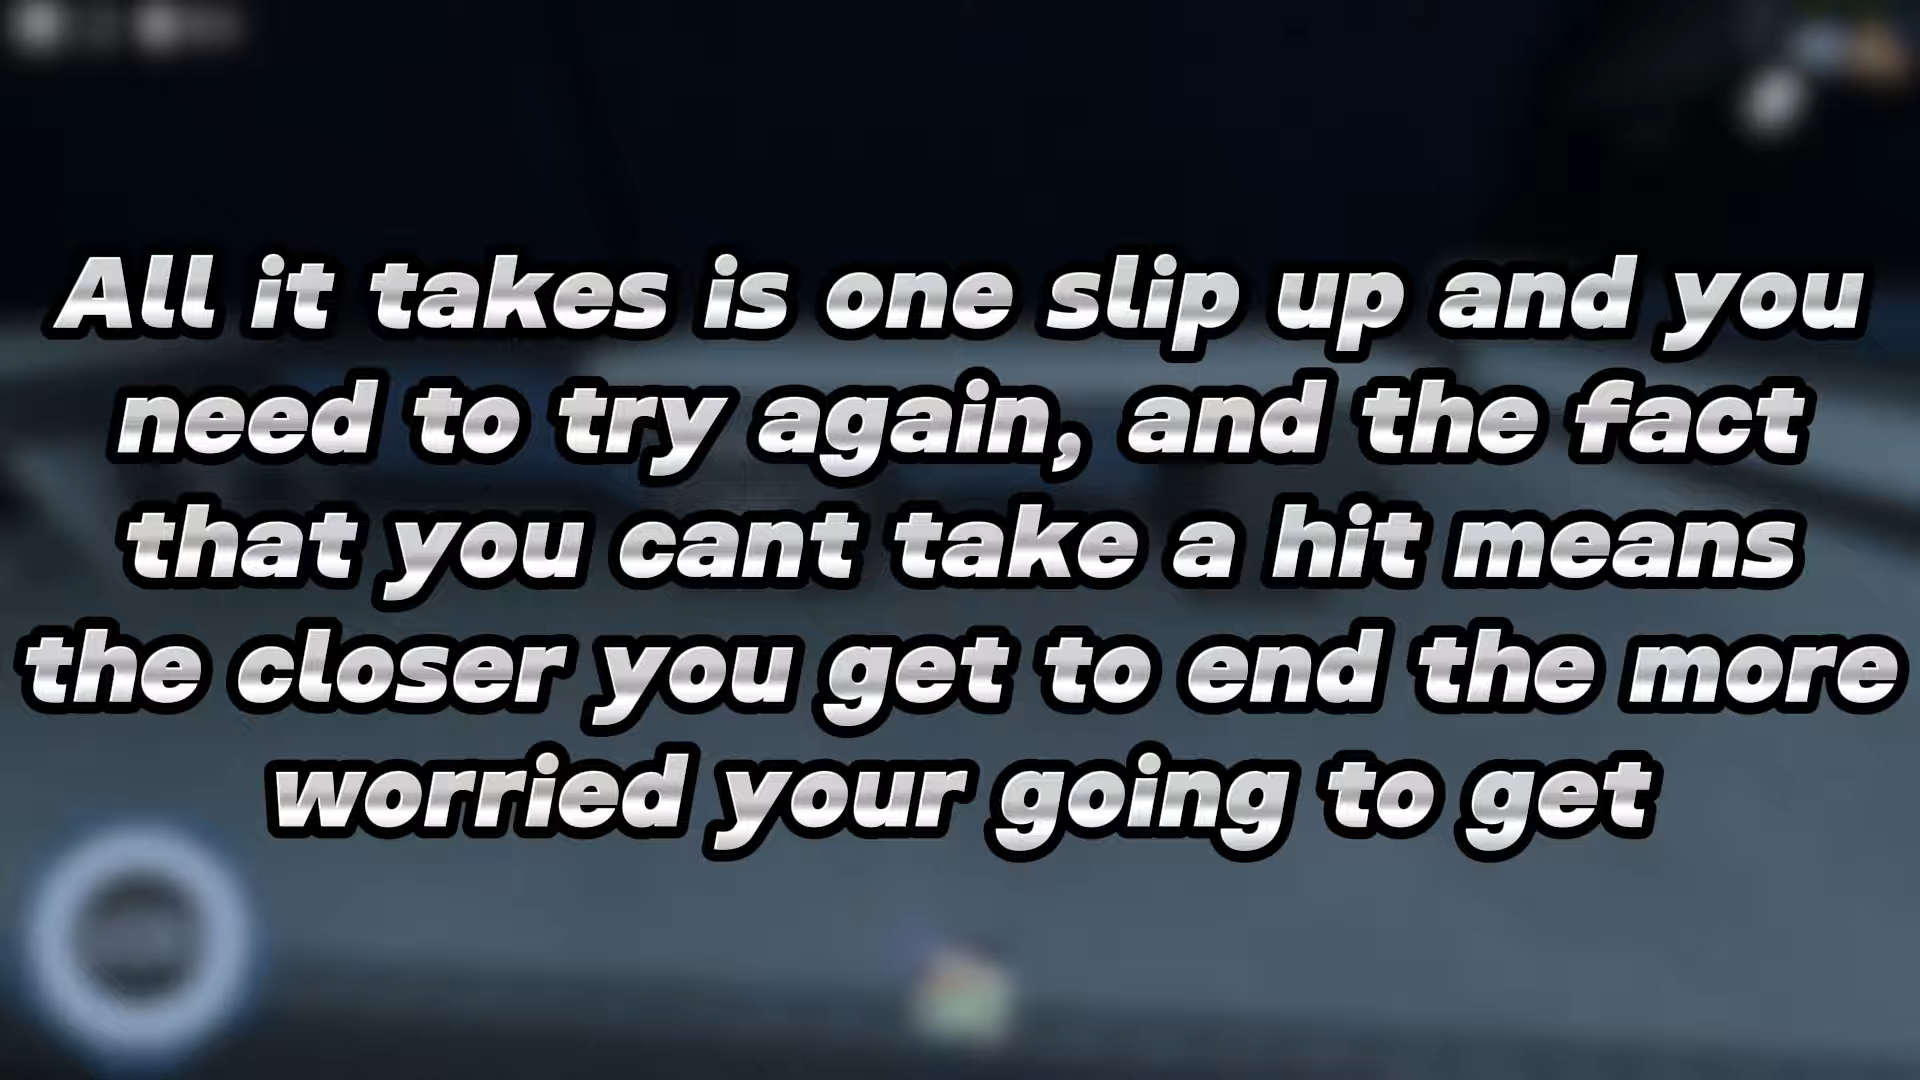 All it takes is one slip up and you
need to try again, and the fact
that you cant take a hit means
the closer you get to end the more
worried your going to get